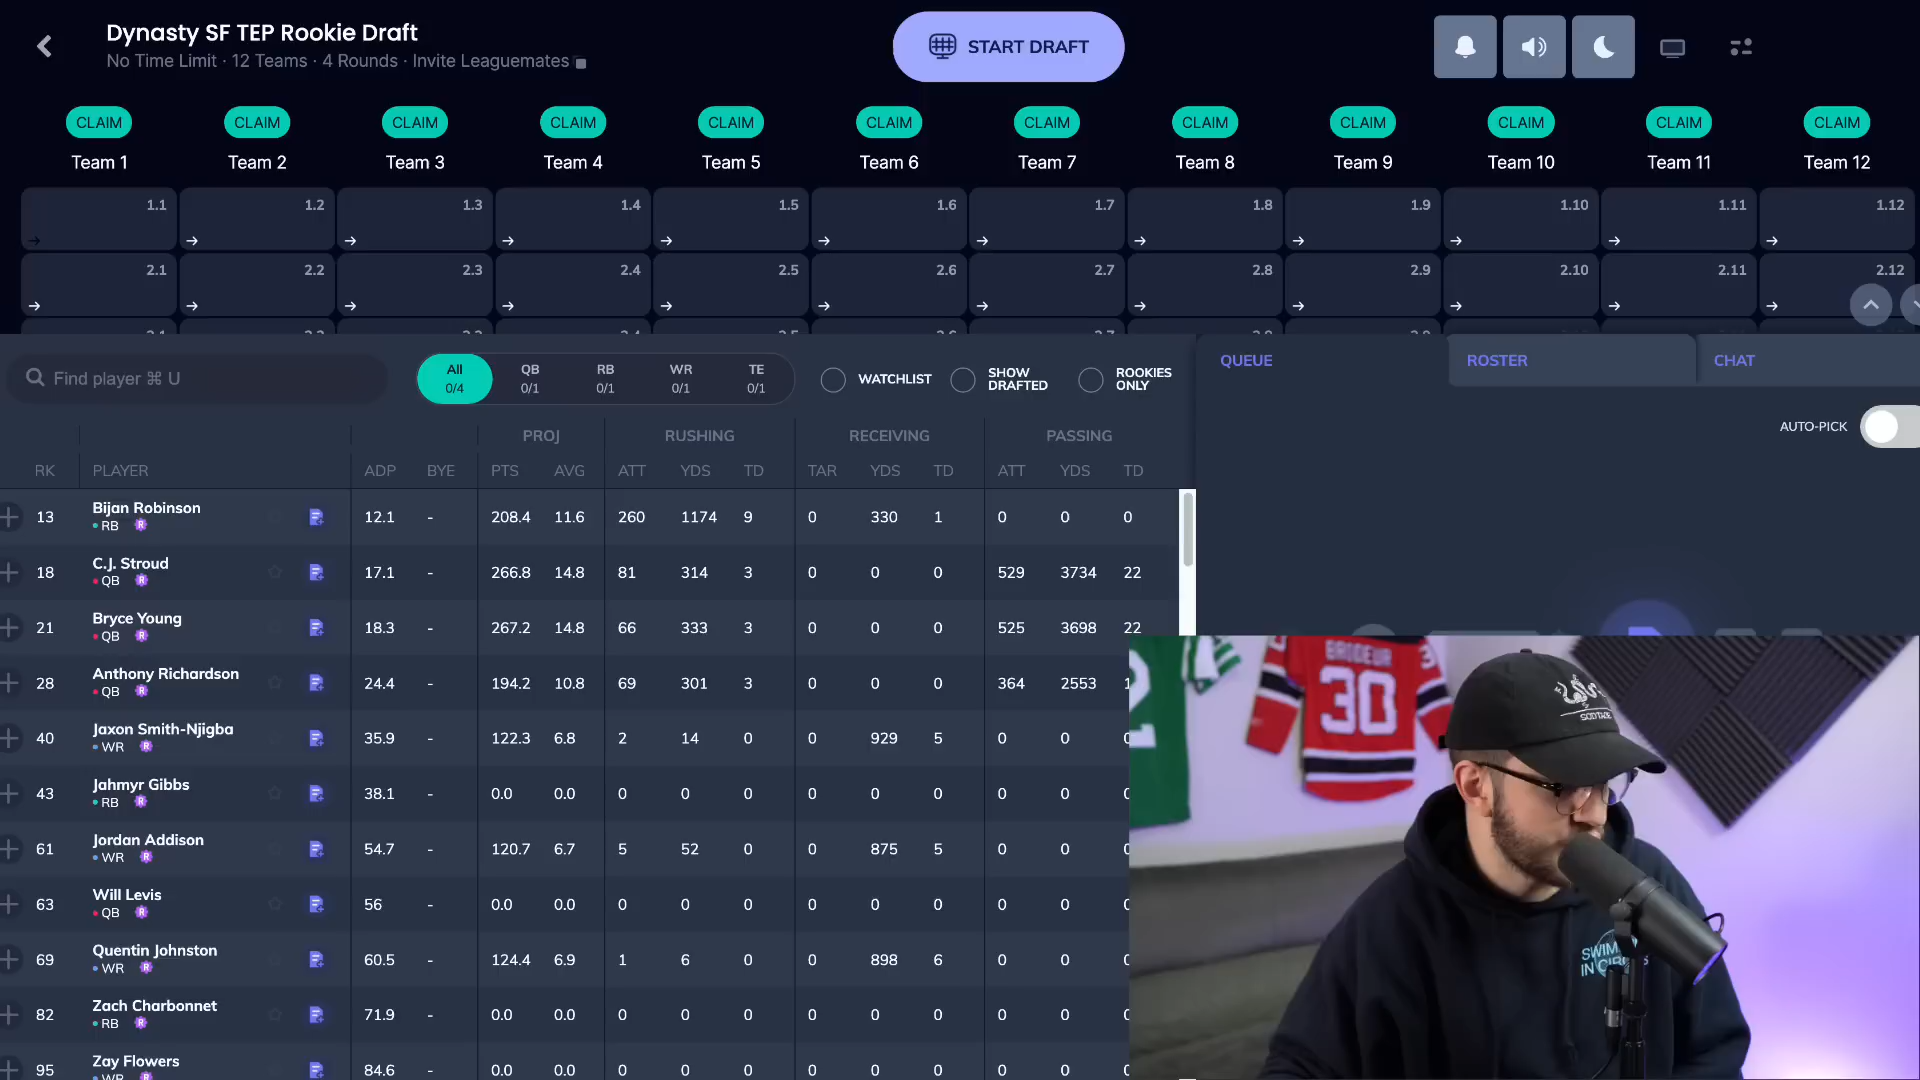 Dynasty SF TEP Rookie Draft
No Time Limit · 12 Teams · 4 Rounds · Invite Leaguemates
START DRAFT
CLAIM CLAIM CLAIM CLAIM CLAIM CLAIM CLAIM CLAIM CLAIM CLAIM CLAIM CLAIM
Team 1 Team 2 Team 3 Team 4 Team 5 Team 6 Team 7 Team 8 Team 9 Team 10 Team 11 Team 12
1.1 1.2 1.3 1.4 1.5 1.6 1.7 1.8 1.9 1.10 1.11 1.12
2.1 2.2 2.3 2.4 2.5 2.6 2.7 2.8 2.9 2.10 2.11 2.12
Find player ⌘ U
All QB RB WR TE
0/4 0/1 0/1 0/1 0/1
WATCHLIST
SHOW DRAFTED
ROOKIES ONLY
QUEUE ROSTER CHAT
AUTO-PICK
PROJ RUSHING RECEIVING PASSING
RK PLAYER ADP BYE PTS AVG ATT YDS TD TAR YDS TD ATT YDS TD
13 Bijan Robinson 12.1 - 208.4 11.6 260 1174 9 0 330 1 0 0 0
RB R
18 C.J. Stroud 17.1 - 266.8 14.8 81 314 3 0 0 0 529 3734 22
QB R
21 Bryce Young 18.3 - 267.2 14.8 66 333 3 0 0 0 525 3698 22
QB R
28 Anthony Richardson 24.4 - 194.2 10.8 69 301 3 0 0 0 364 2553
QB R
40 Jaxon Smith-Njigba 35.9 - 122.3 6.8 2 14 0 0 929 5 0 0
WR R
43 Jahmyr Gibbs 38.1 - 0.0 0.0 0 0 0 0 0 0 0 0
RB R
61 Jordan Addison 54.7 - 120.7 6.7 5 52 0 0 875 5 0 0
WR R
63 Will Levis 56 - 0.0 0.0 0 0 0 0 0 0 0 0
QB R
69 Quentin Johnston 60.5 - 124.4 6.9 1 6 0 0 898 6 0 0
WR R
82 Zach Charbonnet 71.9 - 0.0 0.0 0 0 0 0 0 0 0 0
RB R
95 Zay Flowers 84.6 - 0.0 0.0 0 0 0 0 0 0 0 0
WR
BRODEUR
30